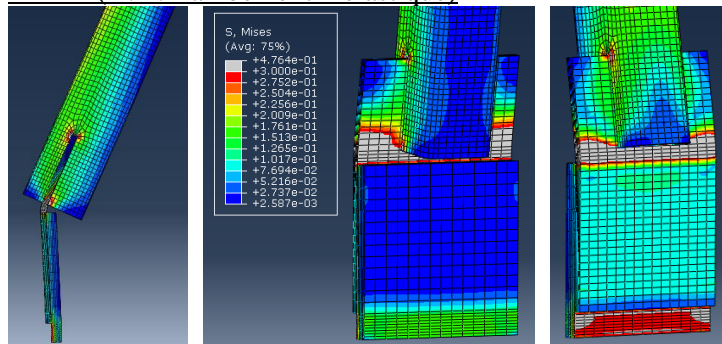 S, Mises
(Avg: 75%)
+4.764e-01
+3.000e-01
+2.752e-01
+2.504e-01
+2.256e-01
+2.009e-01
+1.761e-01
+1.513e-01
+1.265e-01
+1.017e-01
+7.694e-02
+5.216e-02
+2.737e-02
+2.587e-03